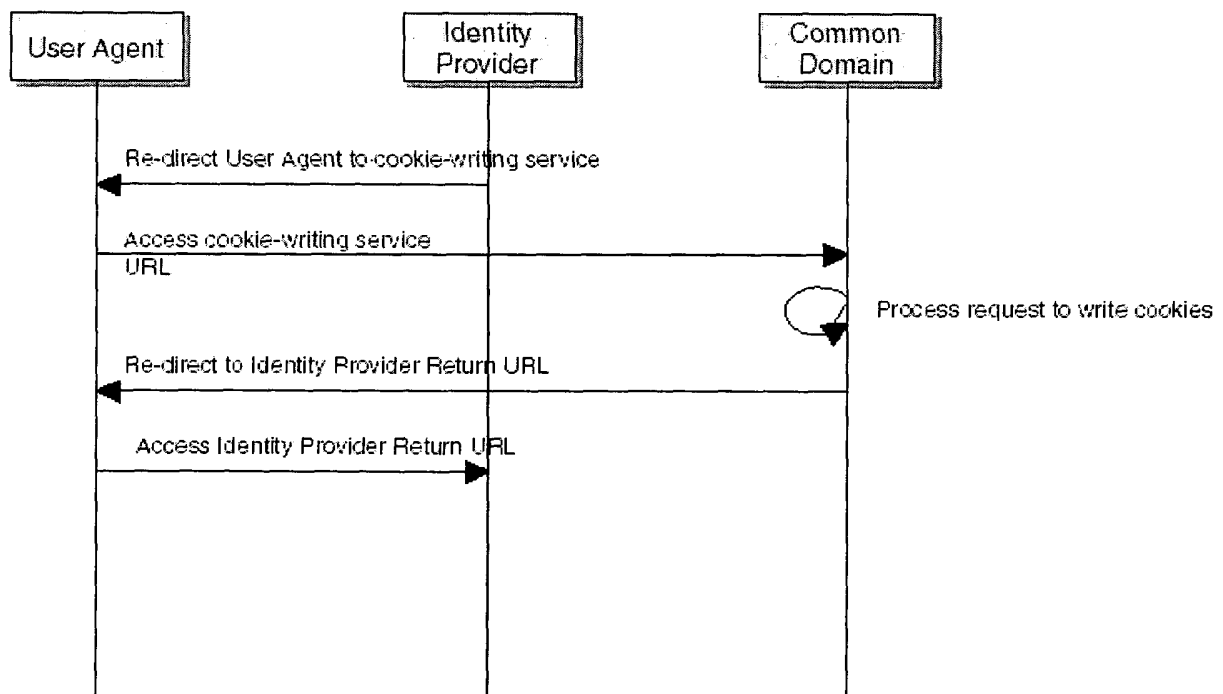 User Agent
Identity
Provider
Common
Domain
Re-direct User Agent to cookie-writing service
Access cookie-writing service
URL
Process request to write cookies
Re-direct to Identity Provider Return URL
Access Identity Provider Return URL